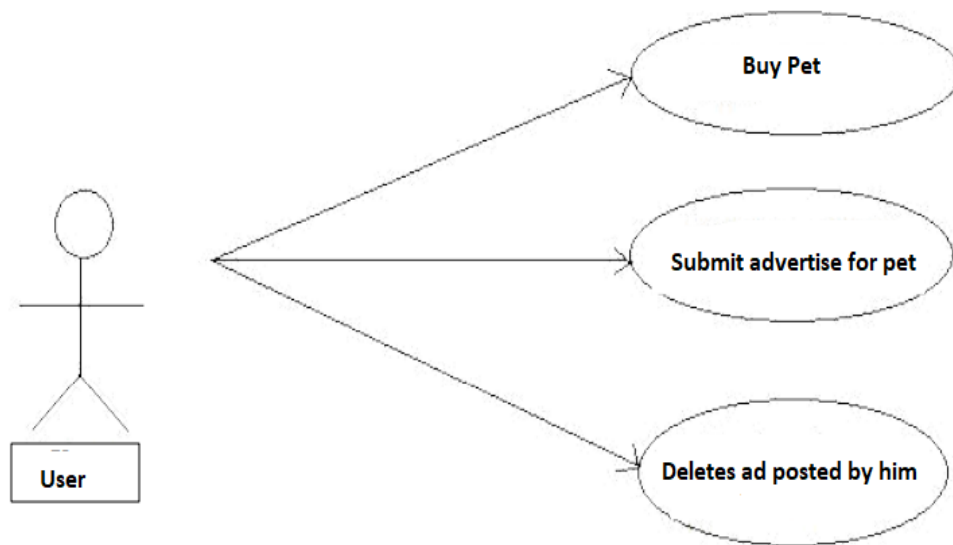 Buy Pet
Submit advertise for pet
Deletes ad posted by him
User